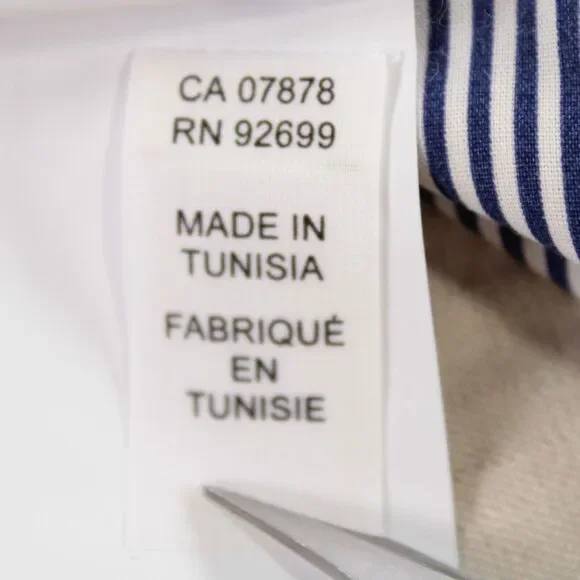 CA 07878
RN 92699
MADE IN
TUNISIA
FABRIQUÉ
EN
TUNISIE